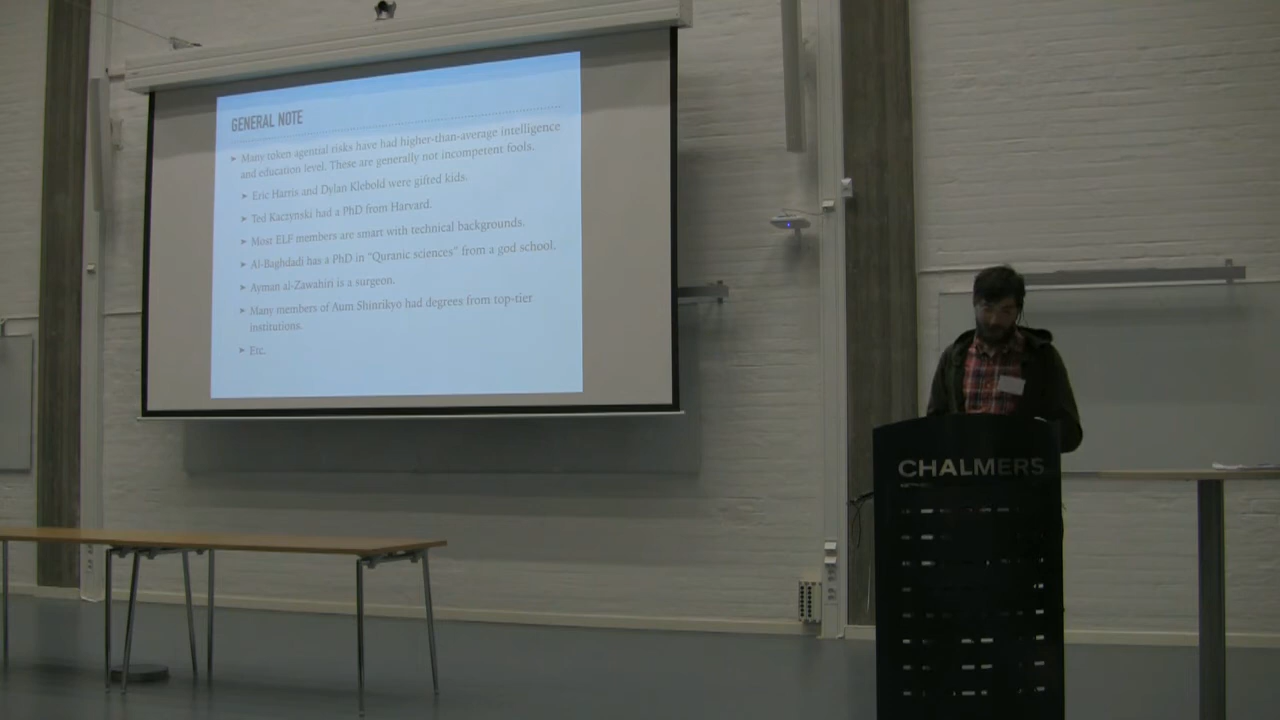 GENERAL NOTE
➤ Many token agential risks have had higher-than-average intelligence
and education level. These are generally not incompetent fools.
➤ Eric Harris and Dylan Klebold were gifted kids.
➤ Ted Kaczynski had a PhD from Harvard.
➤ Most ELF members are smart with technical backgrounds.
➤ Al-Baghdadi has a PhD in “Quranic sciences” from a god school.
➤ Ayman al-Zawahiri is a surgeon.
➤ Many members of Aum Shinrikyo had degrees from top-tier
institutions.
➤ Etc.
CHALMERS